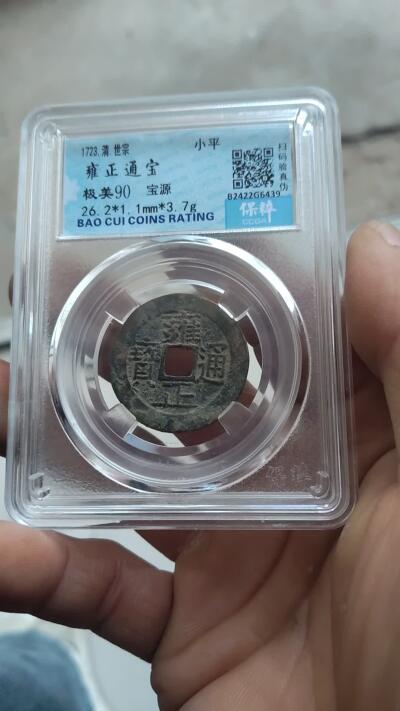 1723.清.世宗
小平
雍正通宝
极美90 宝源
26.2*1.1mm*3.7g
BAO CUI COINS RATING
扫码验真伪
B2422G6439
保粹
CCGA
雍正通寳